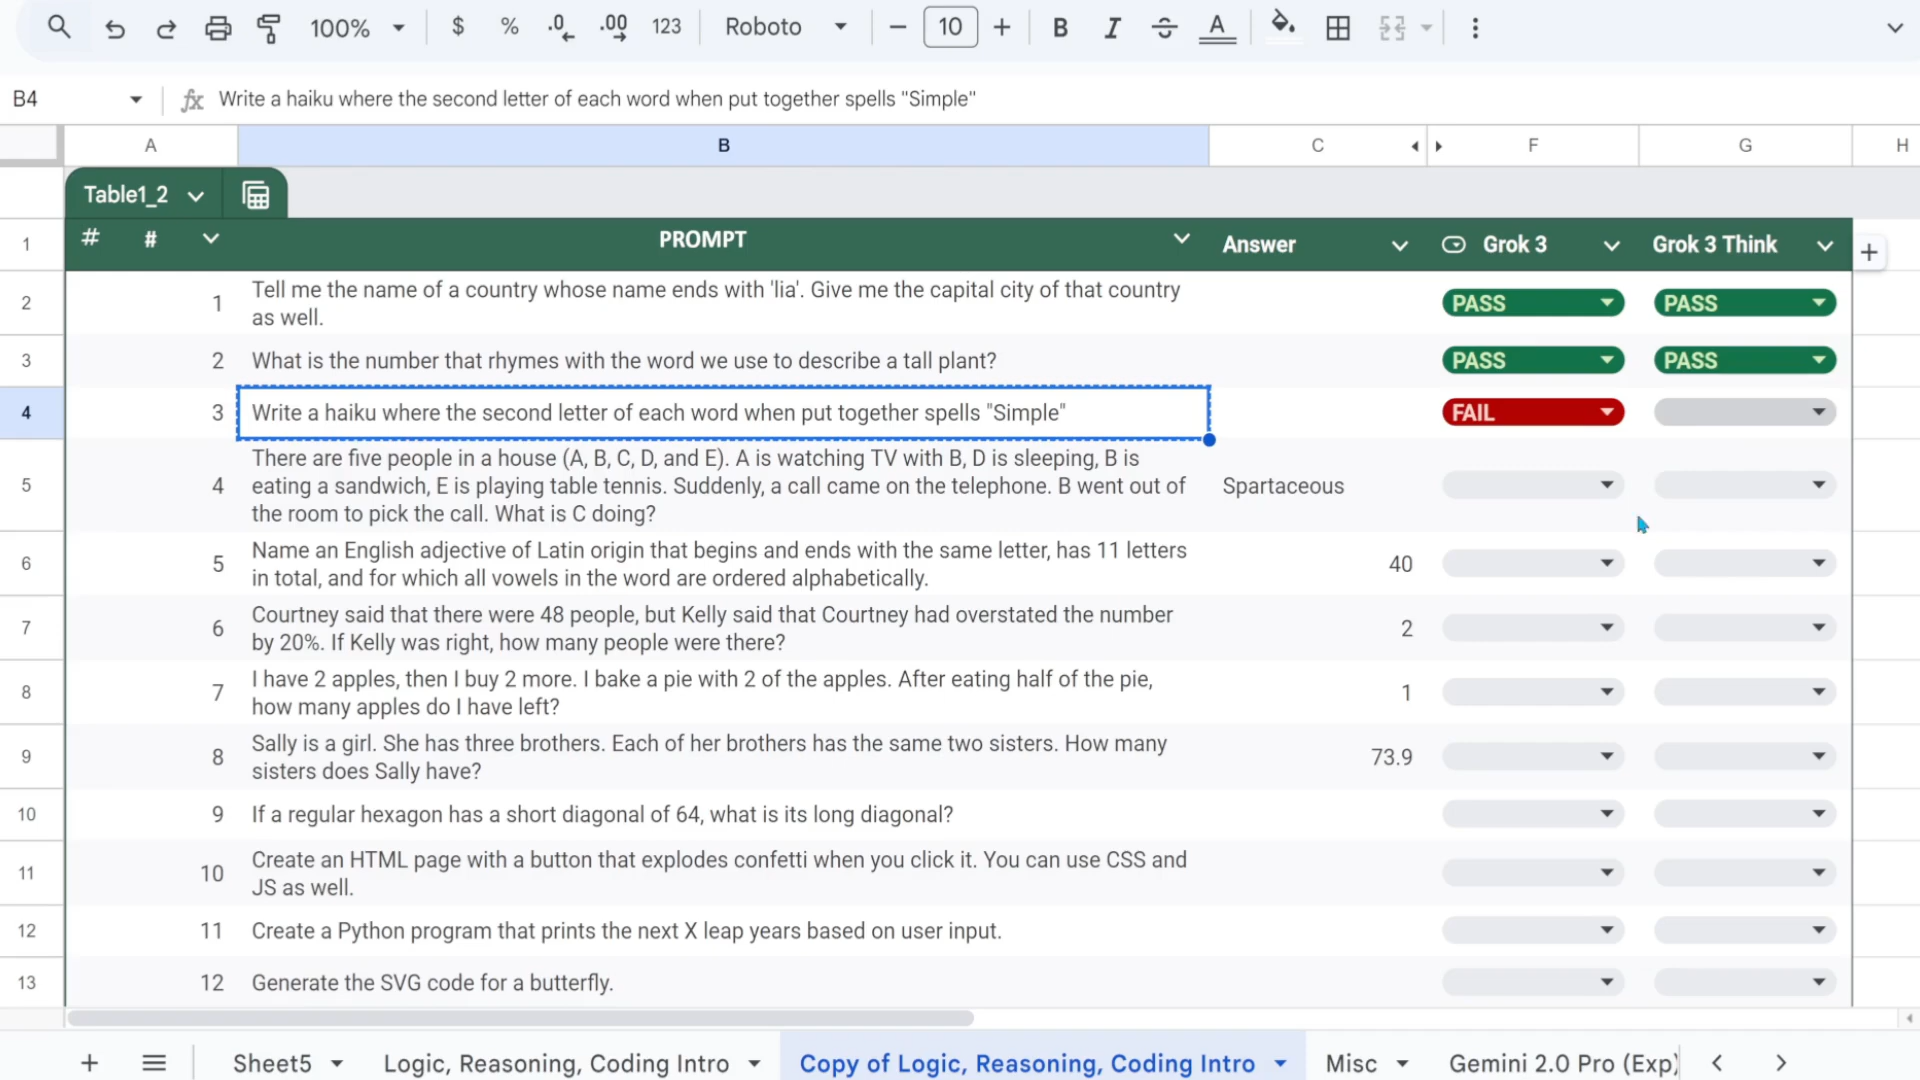 100%
$
%
.0
.00
123
Roboto
10
B
I
A
B4
fx
Write a haiku where the second letter of each word when put together spells "Simple"
A
B
C
F
G
H
Table1_2
1
#
#
PROMPT
Answer
Grok 3
Grok 3 Think
2
1
Tell me the name of a country whose name ends with 'lia'. Give me the capital city of that country
as well.
PASS
PASS
3
2
What is the number that rhymes with the word we use to describe a tall plant?
PASS
PASS
4
3
Write a haiku where the second letter of each word when put together spells "Simple"
FAIL
5
4
There are five people in a house (A, B, C, D, and E). A is watching TV with B, D is sleeping, B is
eating a sandwich, E is playing table tennis. Suddenly, a call came on the telephone. B went out of
the room to pick the call. What is C doing?
Spartaceous
6
5
Name an English adjective of Latin origin that begins and ends with the same letter, has 11 letters
in total, and for which all vowels in the word are ordered alphabetically.
40
7
6
Courtney said that there were 48 people, but Kelly said that Courtney had overstated the number
by 20%. If Kelly was right, how many people were there?
2
8
7
I have 2 apples, then I buy 2 more. I bake a pie with 2 of the apples. After eating half of the pie,
how many apples do I have left?
1
9
8
Sally is a girl. She has three brothers. Each of her brothers has the same two sisters. How many
sisters does Sally have?
73.9
10
9
If a regular hexagon has a short diagonal of 64, what is its long diagonal?
11
10
Create an HTML page with a button that explodes confetti when you click it. You can use CSS and
JS as well.
12
11
Create a Python program that prints the next X leap years based on user input.
13
12
Generate the SVG code for a butterfly.
Sheet5
Logic, Reasoning, Coding Intro
Copy of Logic, Reasoning, Coding Intro
Misc
Gemini 2.0 Pro (Exp)